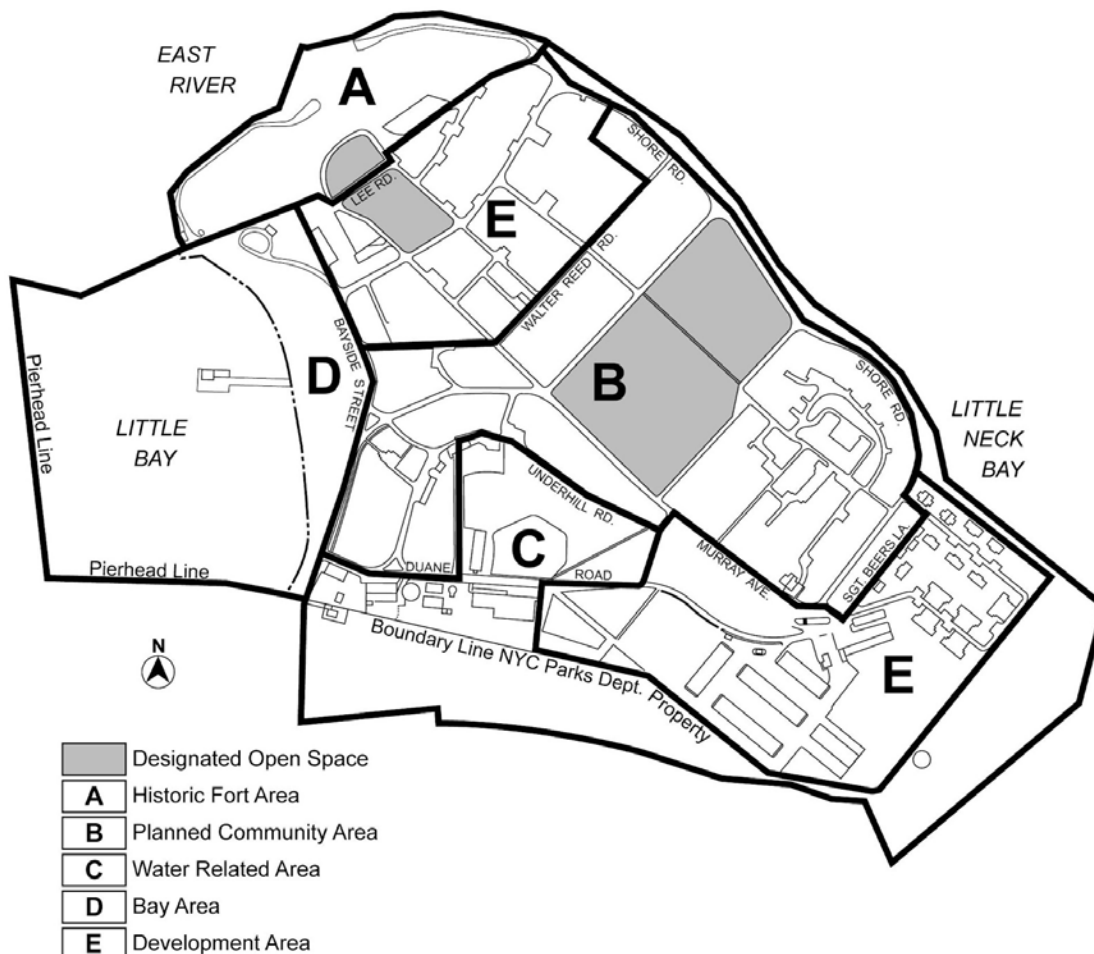 EAST
RIVER
A
SHORE RD.
LEE RD.
E
WALTER REED RD.
BAYSIDE STREET
D
B
SHORE RD.
Pierhead Line
LITTLE
BAY
LITTLE
NECK
BAY
UNDERHILL RD.
C
MURRAY AVE.
SGT. BEERS LA.
Pierhead Line
DUANE ROAD
Boundary Line NYC Parks Dept. Property
E
N
Designated Open Space
A Historic Fort Area
B Planned Community Area
C Water Related Area
D Bay Area
E Development Area